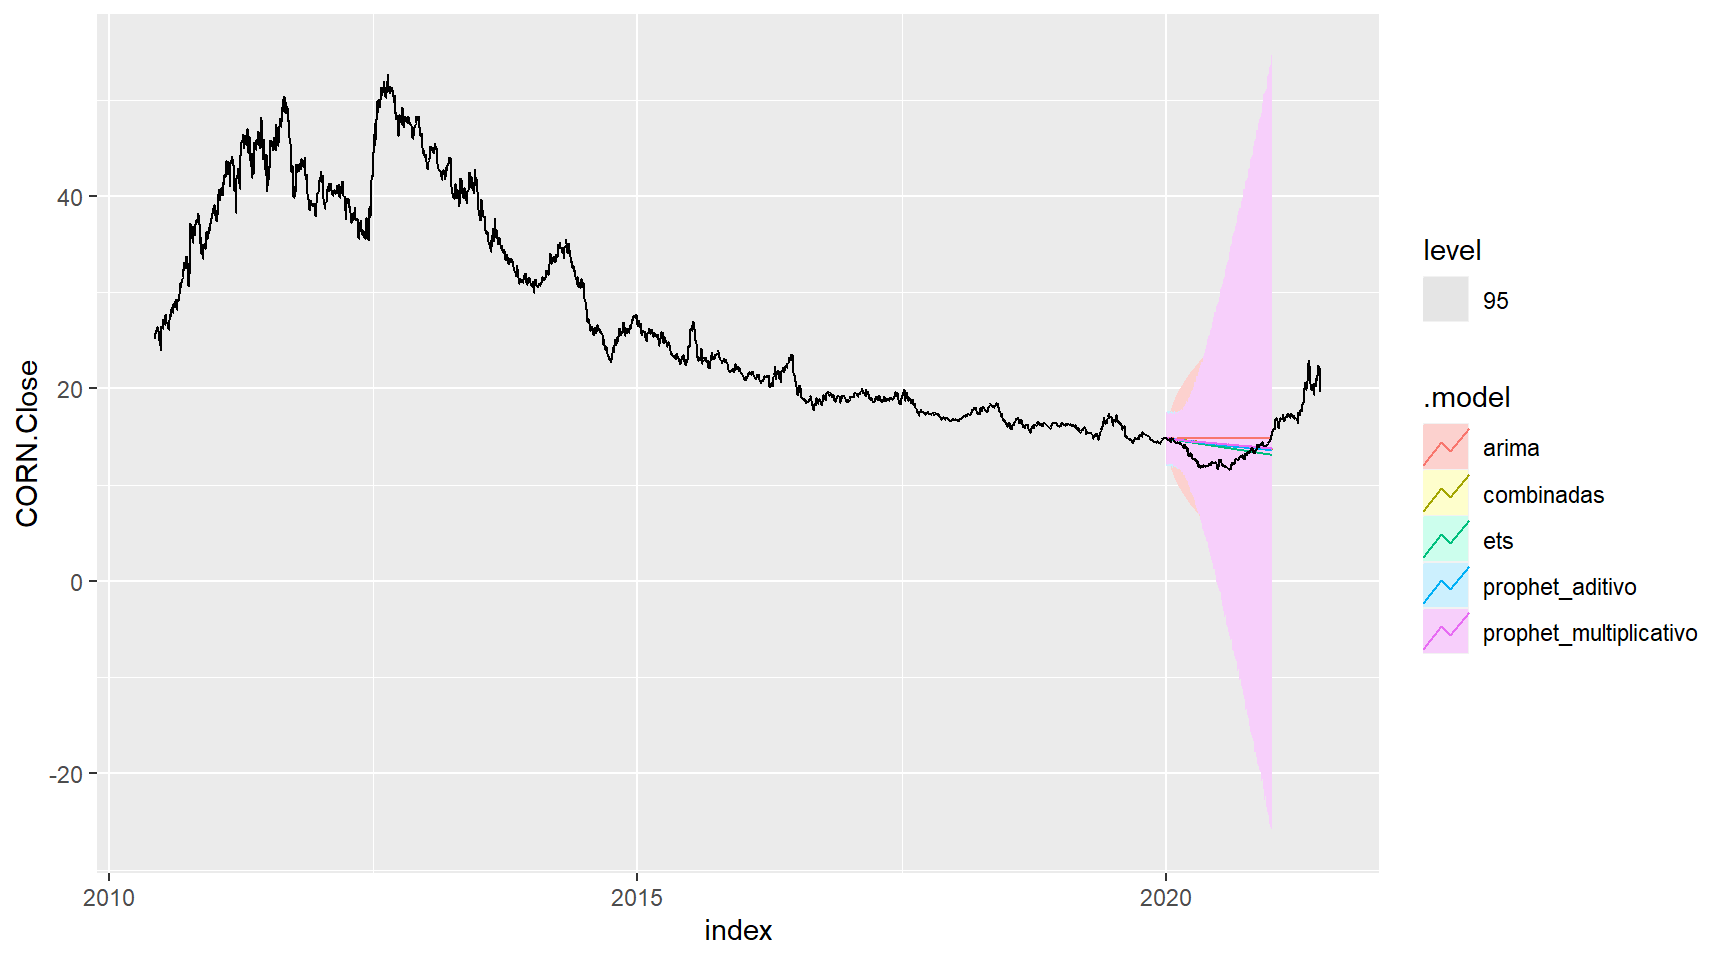 CORN.Close
40
20
0
-20
2010
2015
2020
index
level
95
.model
arima
combinadas
ets
prophet_aditivo
prophet_multiplicativo